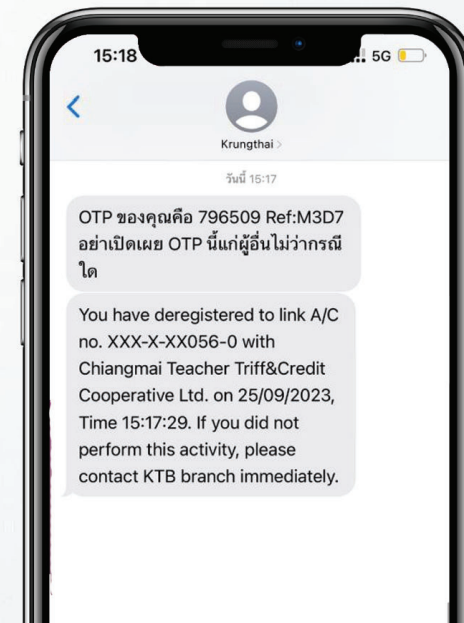 15:18
5G
Krungthai
วันนี้ 15:17
OTP ของคุณคือ 796509 Ref:M3D7
อย่าเปิดเผย OTP นี้แก่ผู้อื่นไม่ว่ากรณี
ใด
You have deregistered to link A/C
no. XXX-X-XX056-0 with
Chiangmai Teacher Triff&Credit
Cooperative Ltd. on 25/09/2023,
Time 15:17:29. If you did not
perform this activity, please
contact KTB branch immediately.